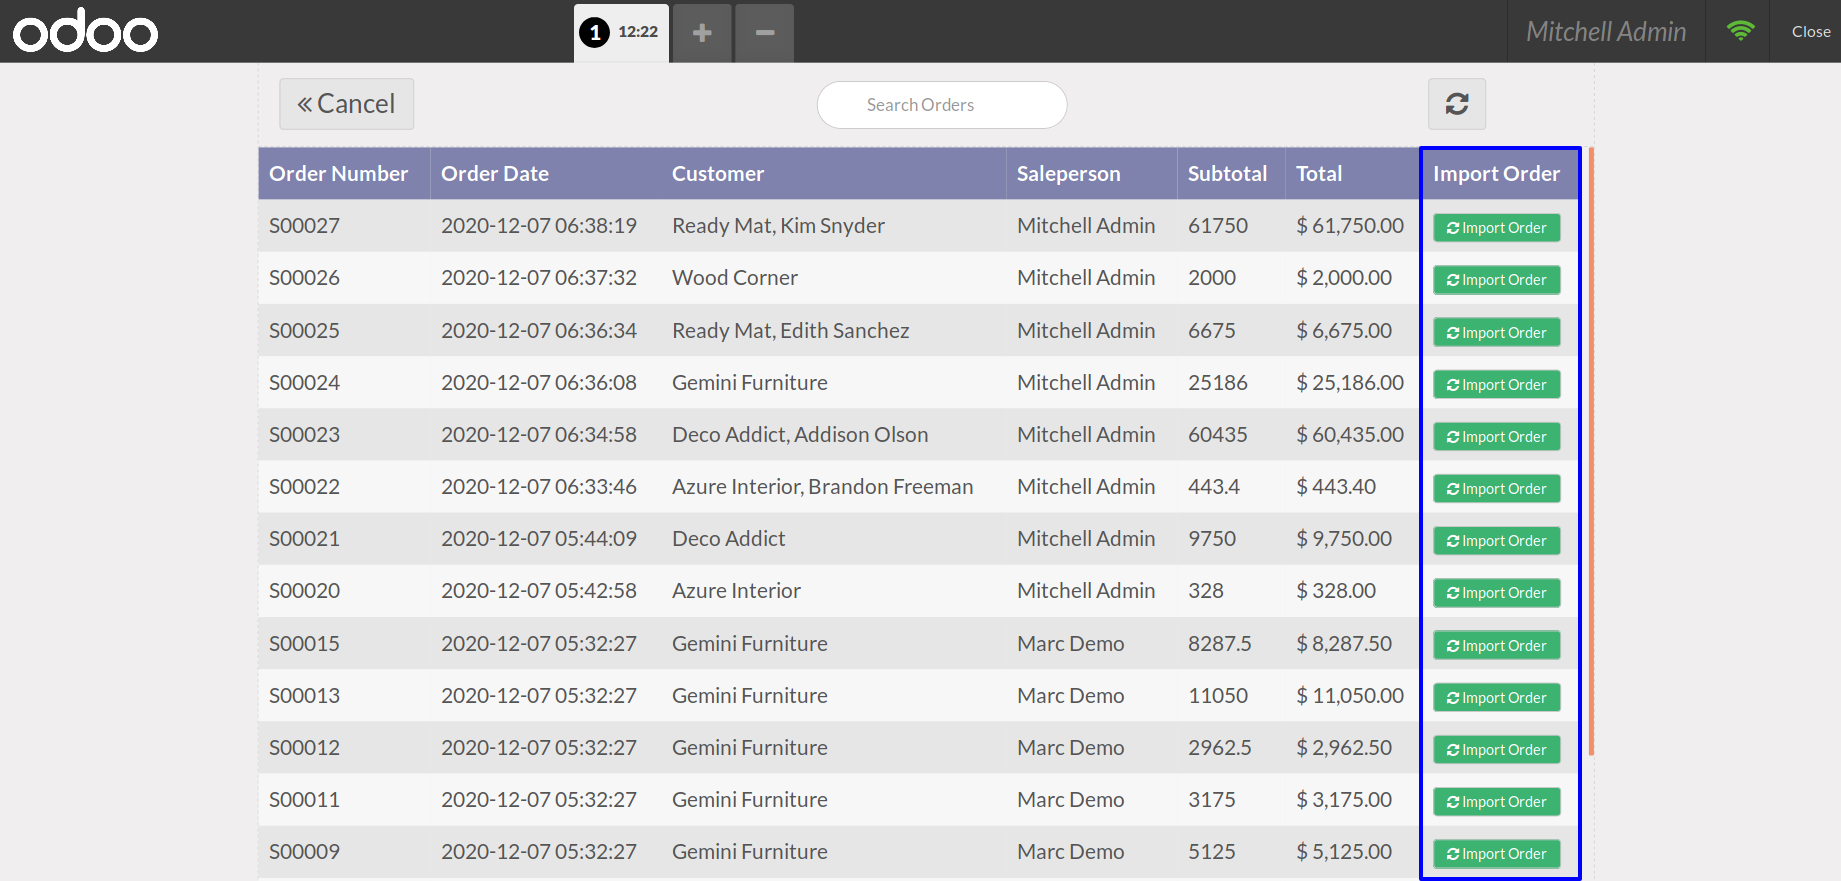 odoo
1 12:22
Mitchell Admin
Close
Cancel
Search Orders
Order Number Order Date Customer Saleperson Subtotal Total Import Order
S00027 2020-12-07 06:38:19 Ready Mat, Kim Snyder Mitchell Admin 61750 $ 61,750.00 Import Order
S00026 2020-12-07 06:37:32 Wood Corner Mitchell Admin 2000 $ 2,000.00 Import Order
S00025 2020-12-07 06:36:34 Ready Mat, Edith Sanchez Mitchell Admin 6675 $ 6,675.00 Import Order
S00024 2020-12-07 06:36:08 Gemini Furniture Mitchell Admin 25186 $ 25,186.00 Import Order
S00023 2020-12-07 06:34:58 Deco Addict, Addison Olson Mitchell Admin 60435 $ 60,435.00 Import Order
S00022 2020-12-07 06:33:46 Azure Interior, Brandon Freeman Mitchell Admin 443.4 $ 443.40 Import Order
S00021 2020-12-07 05:44:09 Deco Addict Mitchell Admin 9750 $ 9,750.00 Import Order
S00020 2020-12-07 05:42:58 Azure Interior Mitchell Admin 328 $ 328.00 Import Order
S00015 2020-12-07 05:32:27 Gemini Furniture Marc Demo 8287.5 $ 8,287.50 Import Order
S00013 2020-12-07 05:32:27 Gemini Furniture Marc Demo 11050 $ 11,050.00 Import Order
S00012 2020-12-07 05:32:27 Gemini Furniture Marc Demo 2962.5 $ 2,962.50 Import Order
S00011 2020-12-07 05:32:27 Gemini Furniture Marc Demo 3175 $ 3,175.00 Import Order
S00009 2020-12-07 05:32:27 Gemini Furniture Marc Demo 5125 $ 5,125.00 Import Order